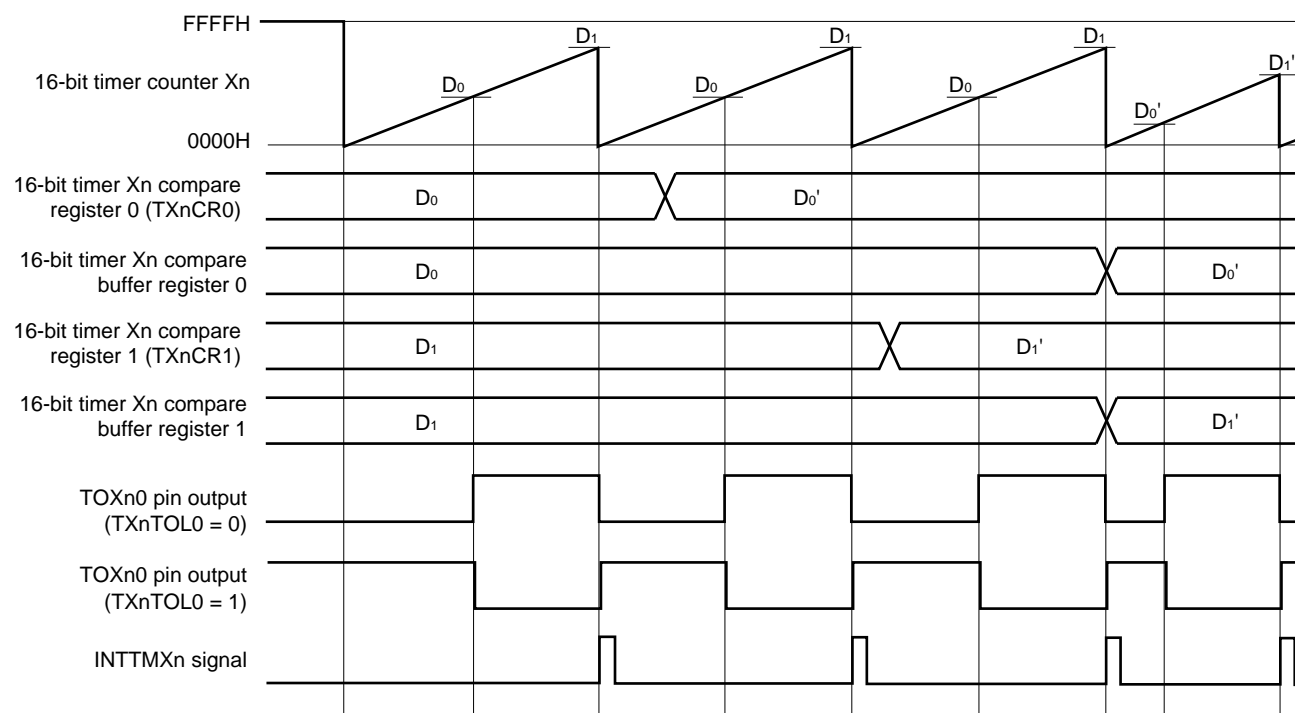 FFFFH
D1 D1 D1 D1'
16-bit timer counter Xn
D0 D0 D0 D0'
0000H
16-bit timer Xn compare
register 0 (TXnCR0)
D0 D0'
16-bit timer Xn compare
buffer register 0
D0 D0'
16-bit timer Xn compare
register 1 (TXnCR1)
D1 D1'
16-bit timer Xn compare
buffer register 1
D1 D1'
TOXn0 pin output
(TXnTOL0 = 0)
TOXn0 pin output
(TXnTOL0 = 1)
INTTMXn signal